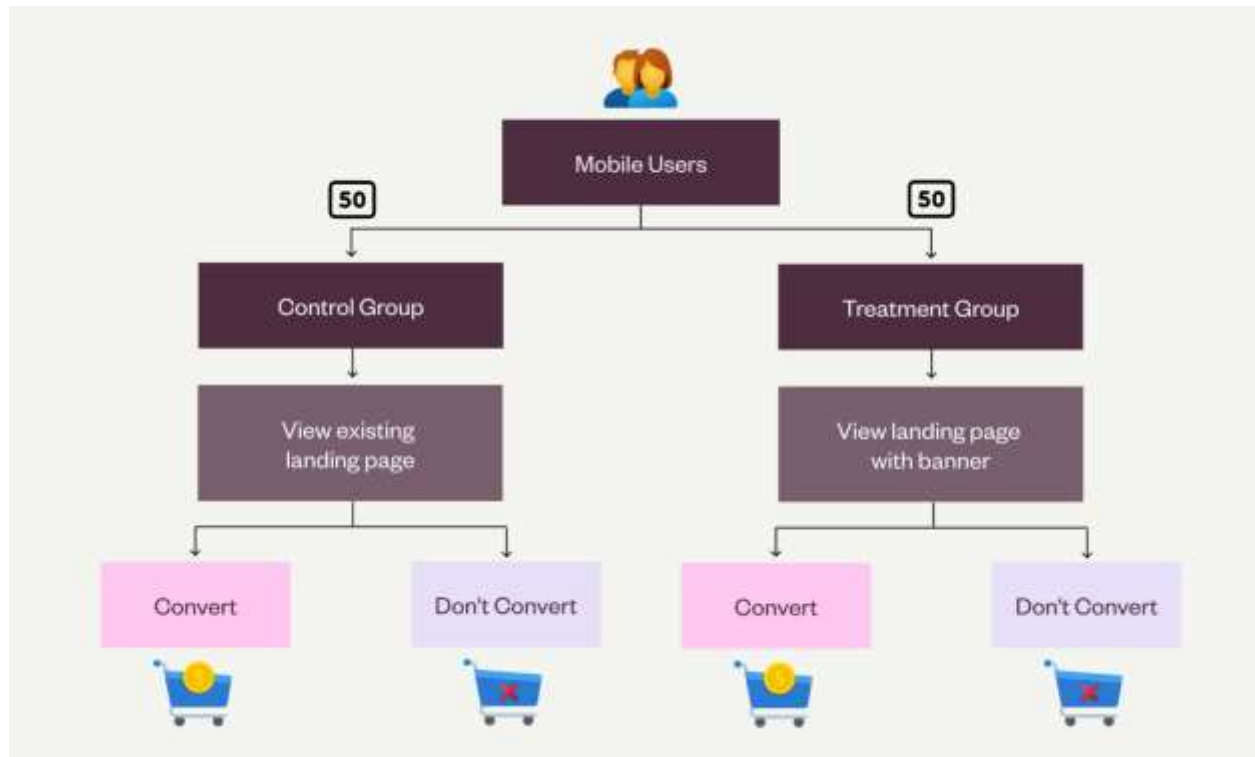 Mobile Users
50
50
Control Group
Treatment Group
View existing
landing page
View landing page
with banner
Convert
Don't Convert
Convert
Don't Convert